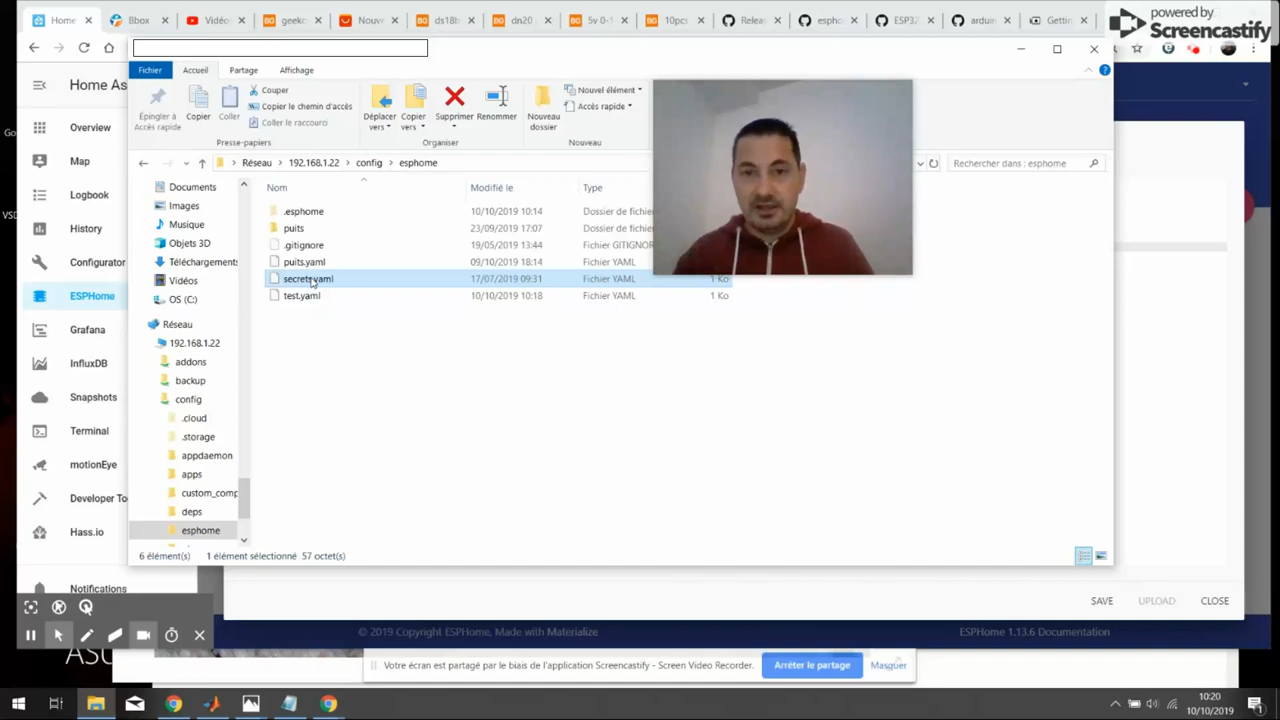 Home
Bbox
Vidéo
geeko
Nouv
ds18b
dn20
5v 0-1
10pcs
Relea
espho
ESP32
arduin
Gettin
powered by
Screencastify
Home As
Overview
Map
Logbook
History
Configurator
ESPHome
Grafana
InfluxDB
Snapshots
Terminal
motionEye
Developer To
Hass.io
Notifications
Fichier
Accueil
Partage
Affichage
Épingler à
Accès rapide
Copier
Coller
Couper
Copier le chemin d'accès
Coller le raccourci
Presse-papiers
Déplacer
vers
Copier
vers
Supprimer
Renommer
Organiser
Nouveau
dossier
Nouvel élément
Accès rapide
Nouveau
Réseau > 192.168.1.22 > config > esphome
Rechercher dans : esphome
Documents
Images
Musique
Objets 3D
Téléchargements
Vidéos
OS (C:)
Réseau
192.168.1.22
addons
backup
config
.cloud
.storage
appdaemon
apps
custom_comp
deps
esphome
Nom Modifié le Type
.esphome 10/10/2019 10:14 Dossier de fichie
puits 23/09/2019 17:07 Dossier de fichie
.gitignore 19/05/2019 13:44 Fichier GITIGNOR
puits.yaml 09/10/2019 18:14 Fichier YAML
secrets.yaml 17/07/2019 09:31 Fichier YAML 1 Ko
test.yaml 10/10/2019 10:18 Fichier YAML 1 Ko
6 élément(s) 1 élément sélectionné 57 octet(s)
SAVE UPLOAD CLOSE
© 2019 Copyright ESPHome, Made with Materialize
ESPHome 1.13.6 Documentation
Votre écran est partagé par le biais de l'application Screencastify - Screen Video Recorder.
Arrêter le partage
Masquer
10:20
10/10/2019